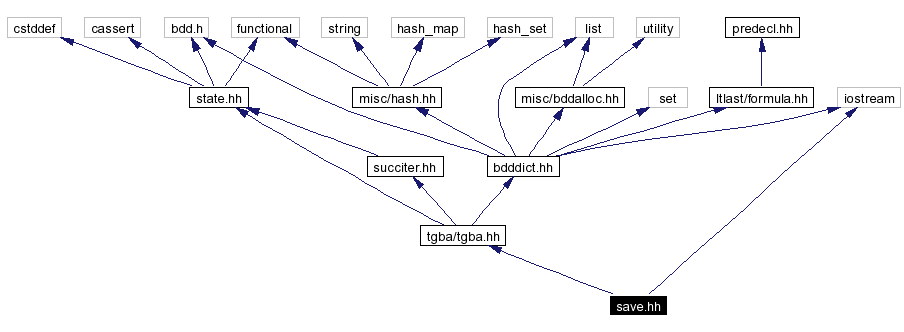 cstddef
cassert
bdd.h
functional
string
hash_map
hash_set
list
utility
predecl.hh
state.hh
misc/hash.hh
misc/bddalloc.hh
set
ltlast/formula.hh
iostream
succiter.hh
bdddict.hh
tgba/tgba.hh
save.hh